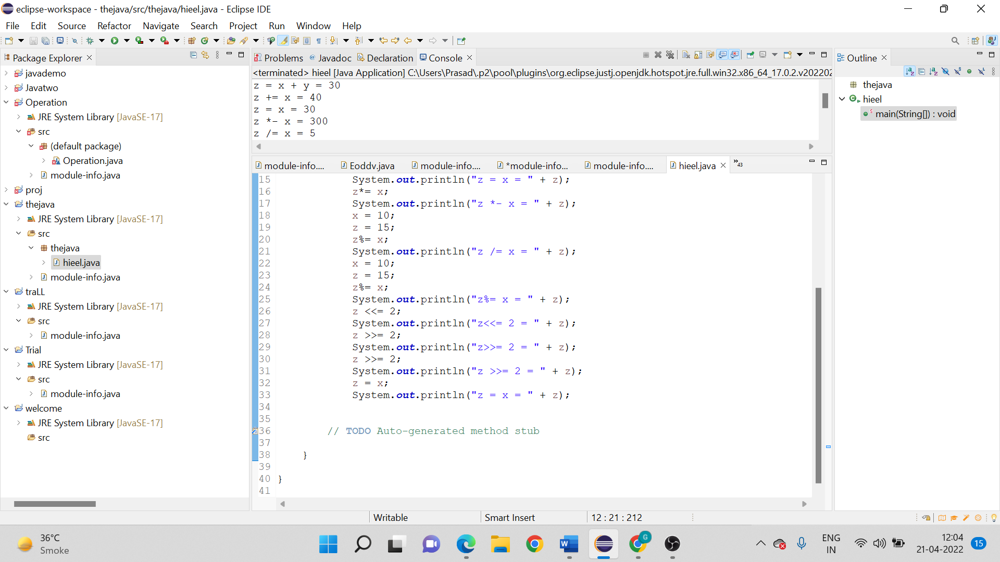 eclipse-workspace - thejava/src/thejava/hieel.java - Eclipse IDE
File Edit Source Refactor Navigate Search Project Run Window Help
Package Explorer
javademo
Javatwo
Operation
JRE System Library [JavaSE-17]
src
(default package)
Operation.java
module-info.java
proj
thejava
JRE System Library [JavaSE-17]
src
thejava
hieel.java
module-info.java
traLL
JRE System Library [JavaSE-17]
src
module-info.java
Trial
JRE System Library [JavaSE-17]
src
module-info.java
welcome
JRE System Library [JavaSE-17]
src
Problems @ Javadoc Declaration Console
<terminated> hieel [Java Application] C:\Users\Prasad\.p2\pool\plugins\org.eclipse.justj.openjdk.hotspot.jre.full.win32.x86_64_17.0.2.v202202
z = x + y = 30
z += x = 40
z = x = 30
z *- x = 300
z /= x = 5
module-info.... Eoddv.java module-info.... *module-info... module-info.... hieel.java »43
15 System.out.println("z = x = " + z);
16 z*= x;
17 System.out.println("z *- x = " + z);
18 x = 10;
19 z = 15;
20 z%= x;
21 System.out.println("z /= x = " + z);
22 x = 10;
23 z = 15;
24 z%= x;
25 System.out.println("z%= x = " + z);
26 z <<= 2;
27 System.out.println("z<<= 2 = " + z);
28 z >>= 2;
29 System.out.println("z>>= 2 = " + z);
30 z >>= 2;
31 System.out.println("z >>= 2 = " + z);
32 z = x;
33 System.out.println("z = x = " + z);
34
35
36 // TODO Auto-generated method stub
37
38 }
39
40 }
41
Outline
thejava
hieel
main(String[]) : void
Writable Smart Insert 12 : 21 : 212
36°C
Smoke
ENG
IN
12:04
21-04-2022
15